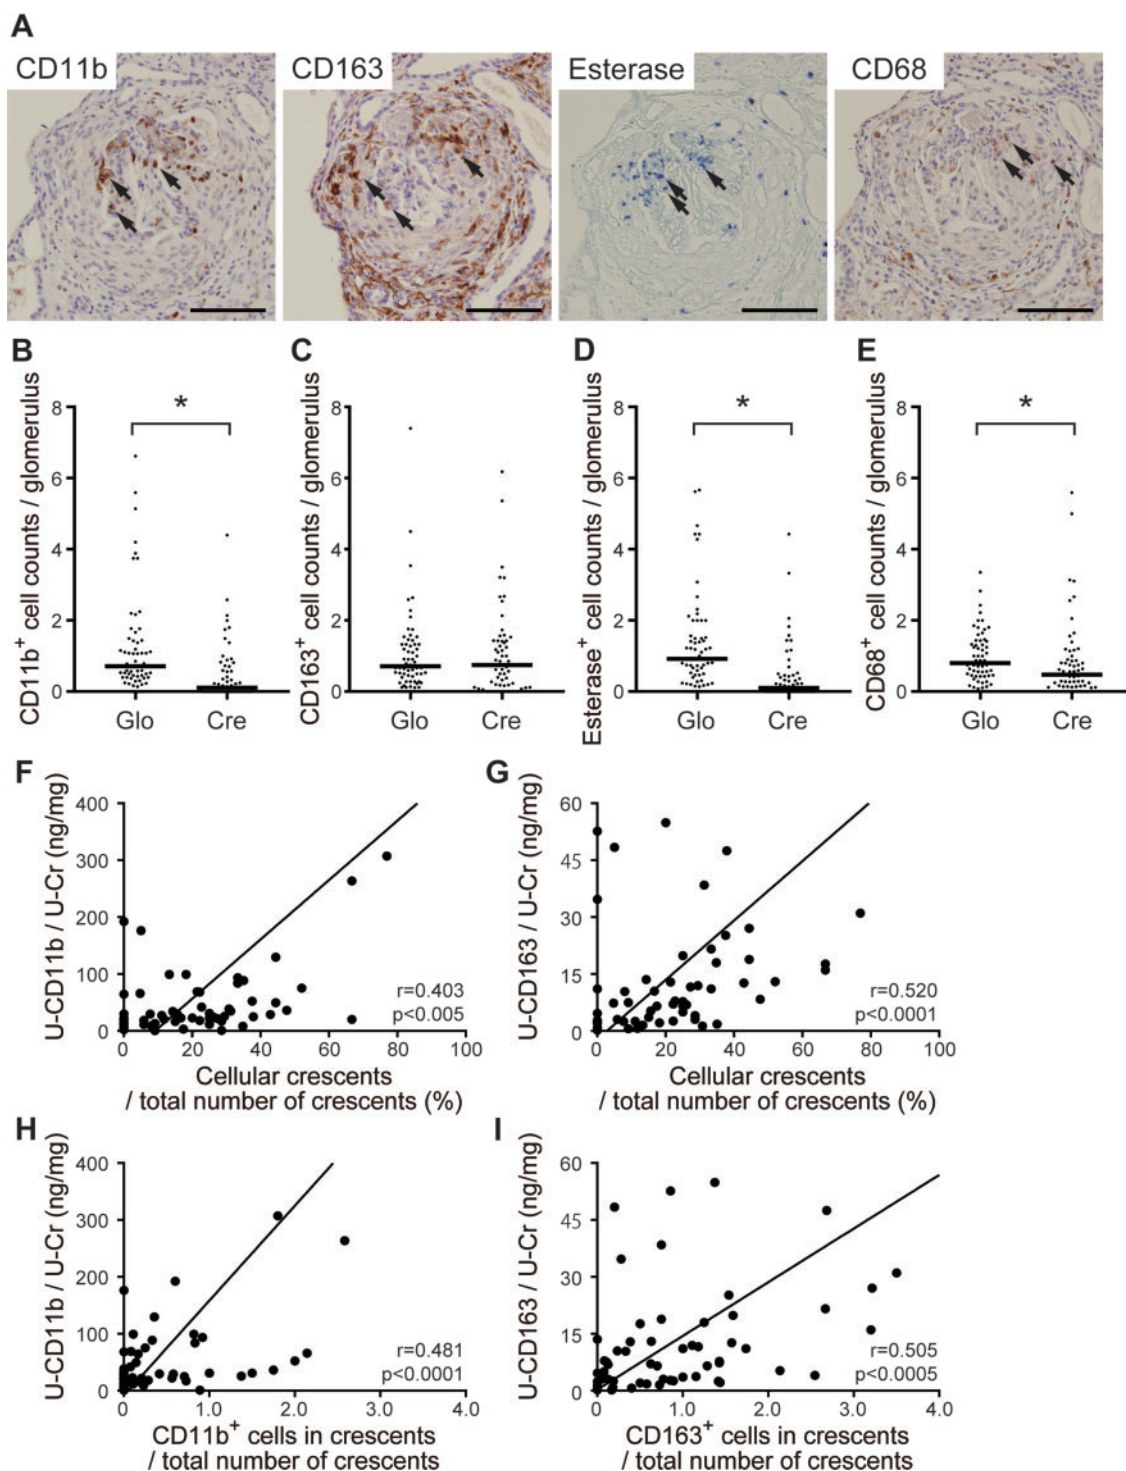 A
CD11b
CD163
Esterase
CD68
B
CD11b+ cell counts / glomerulus
8
6
4
2
0
*
Glo
Cre
C
CD163+ cell counts / glomerulus
8
6
4
2
0
Glo
Cre
D
Esterase+ cell counts / glomerulus
8
6
4
2
0
*
Glo
Cre
E
CD68+ cell counts / glomerulus
8
6
4
2
0
*
Glo
Cre
F
U-CD11b / U-Cr (ng/mg)
400
300
200
100
0
r=0.403
p<0.005
0 20 40 60 80 100
Cellular crescents
/ total number of crescents (%)
G
U-CD163 / U-Cr (ng/mg)
60
45
30
15
0
r=0.520
p<0.0001
0 20 40 60 80 100
Cellular crescents
/ total number of crescents (%)
H
U-CD11b / U-Cr (ng/mg)
400
300
200
100
0
r=0.481
p<0.0001
0 1.0 2.0 3.0 4.0
CD11b+ cells in crescents
/ total number of crescents
I
U-CD163 / U-Cr (ng/mg)
60
45
30
15
0
r=0.505
p<0.0005
0 1.0 2.0 3.0 4.0
CD163+ cells in crescents
/ total number of crescents